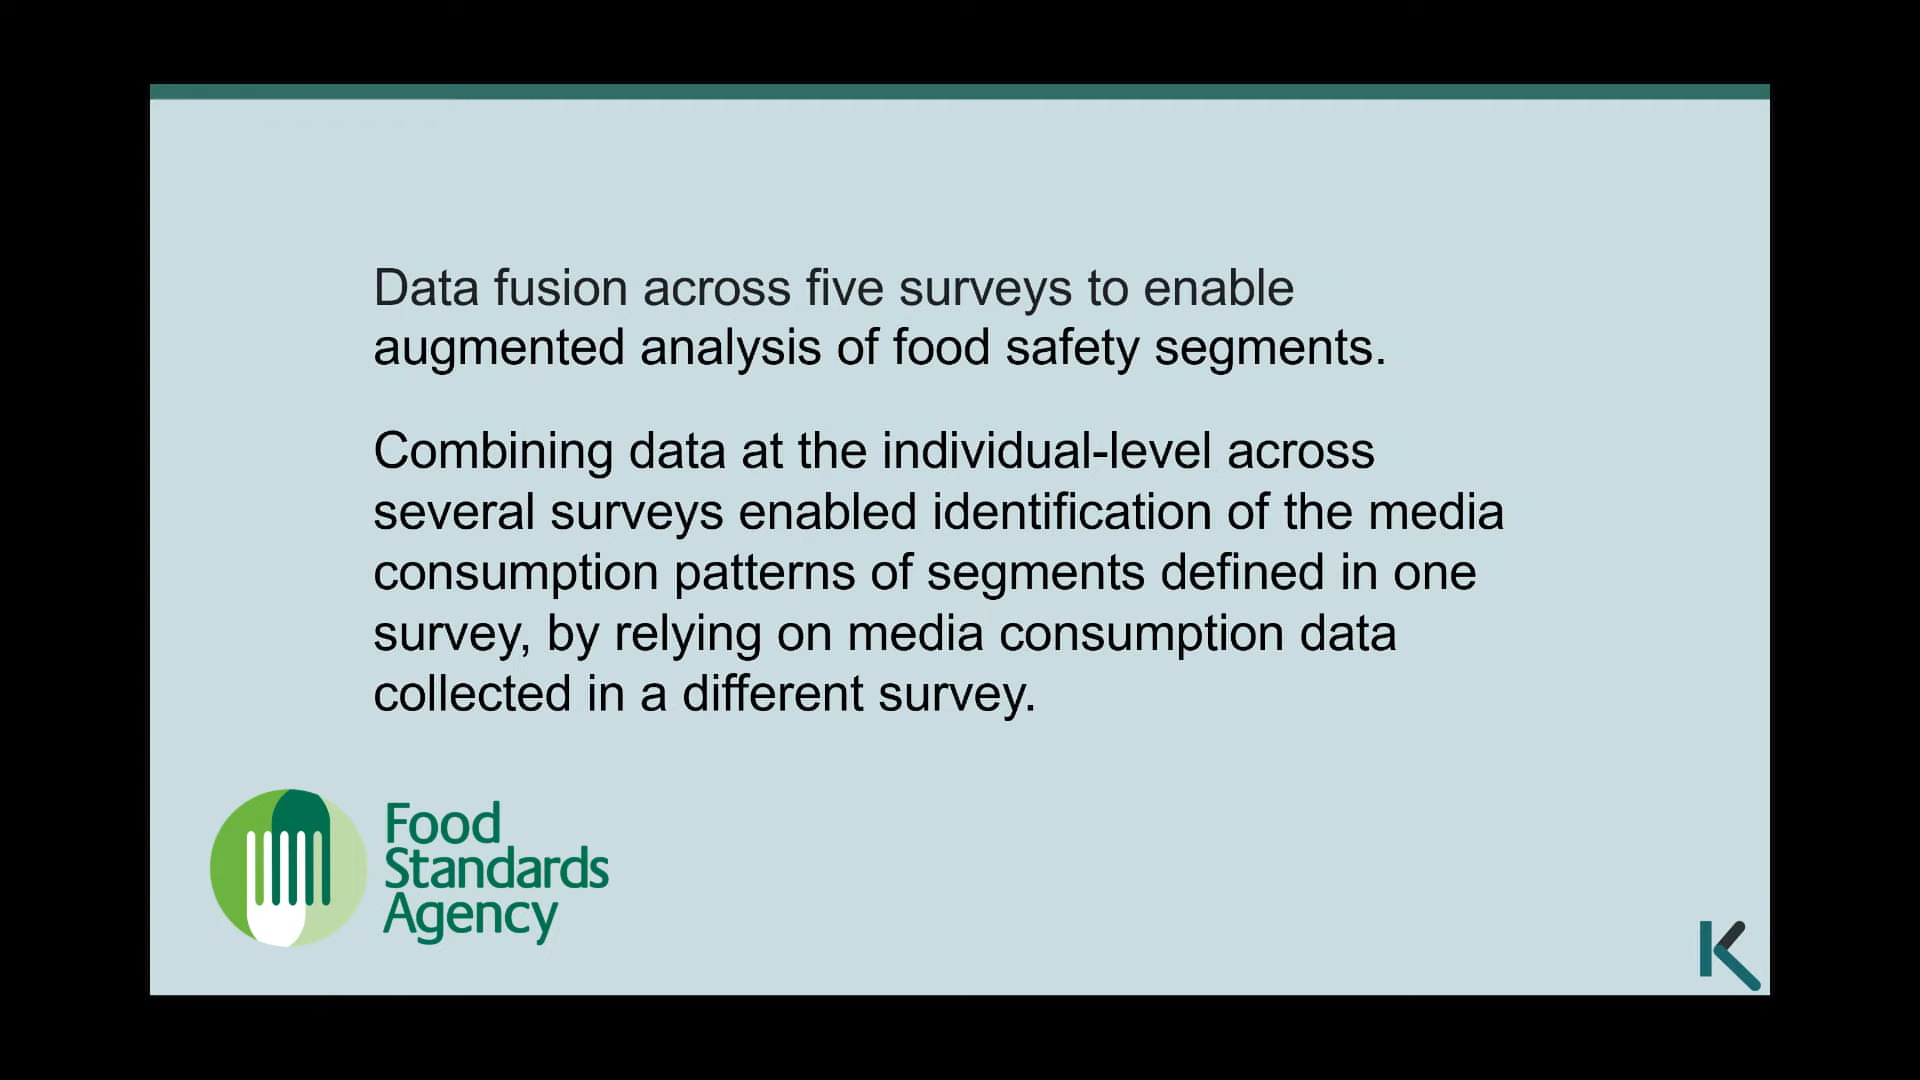 Data fusion across five surveys to enable
augmented analysis of food safety segments.
Combining data at the individual-level across
several surveys enabled identification of the media
consumption patterns of segments defined in one
survey, by relying on media consumption data
collected in a different survey.
Food
Standards
Agency
K